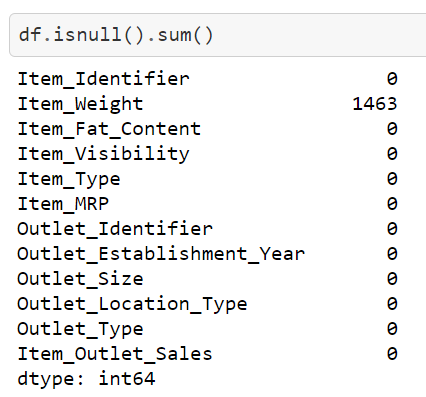 df.isnull().sum()
Item_Identifier 0
Item_Weight 1463
Item_Fat_Content 0
Item_Visibility 0
Item_Type 0
Item_MRP 0
Outlet_Identifier 0
Outlet_Establishment_Year 0
Outlet_Size 0
Outlet_Location_Type 0
Outlet_Type 0
Item_Outlet_Sales 0
dtype: int64